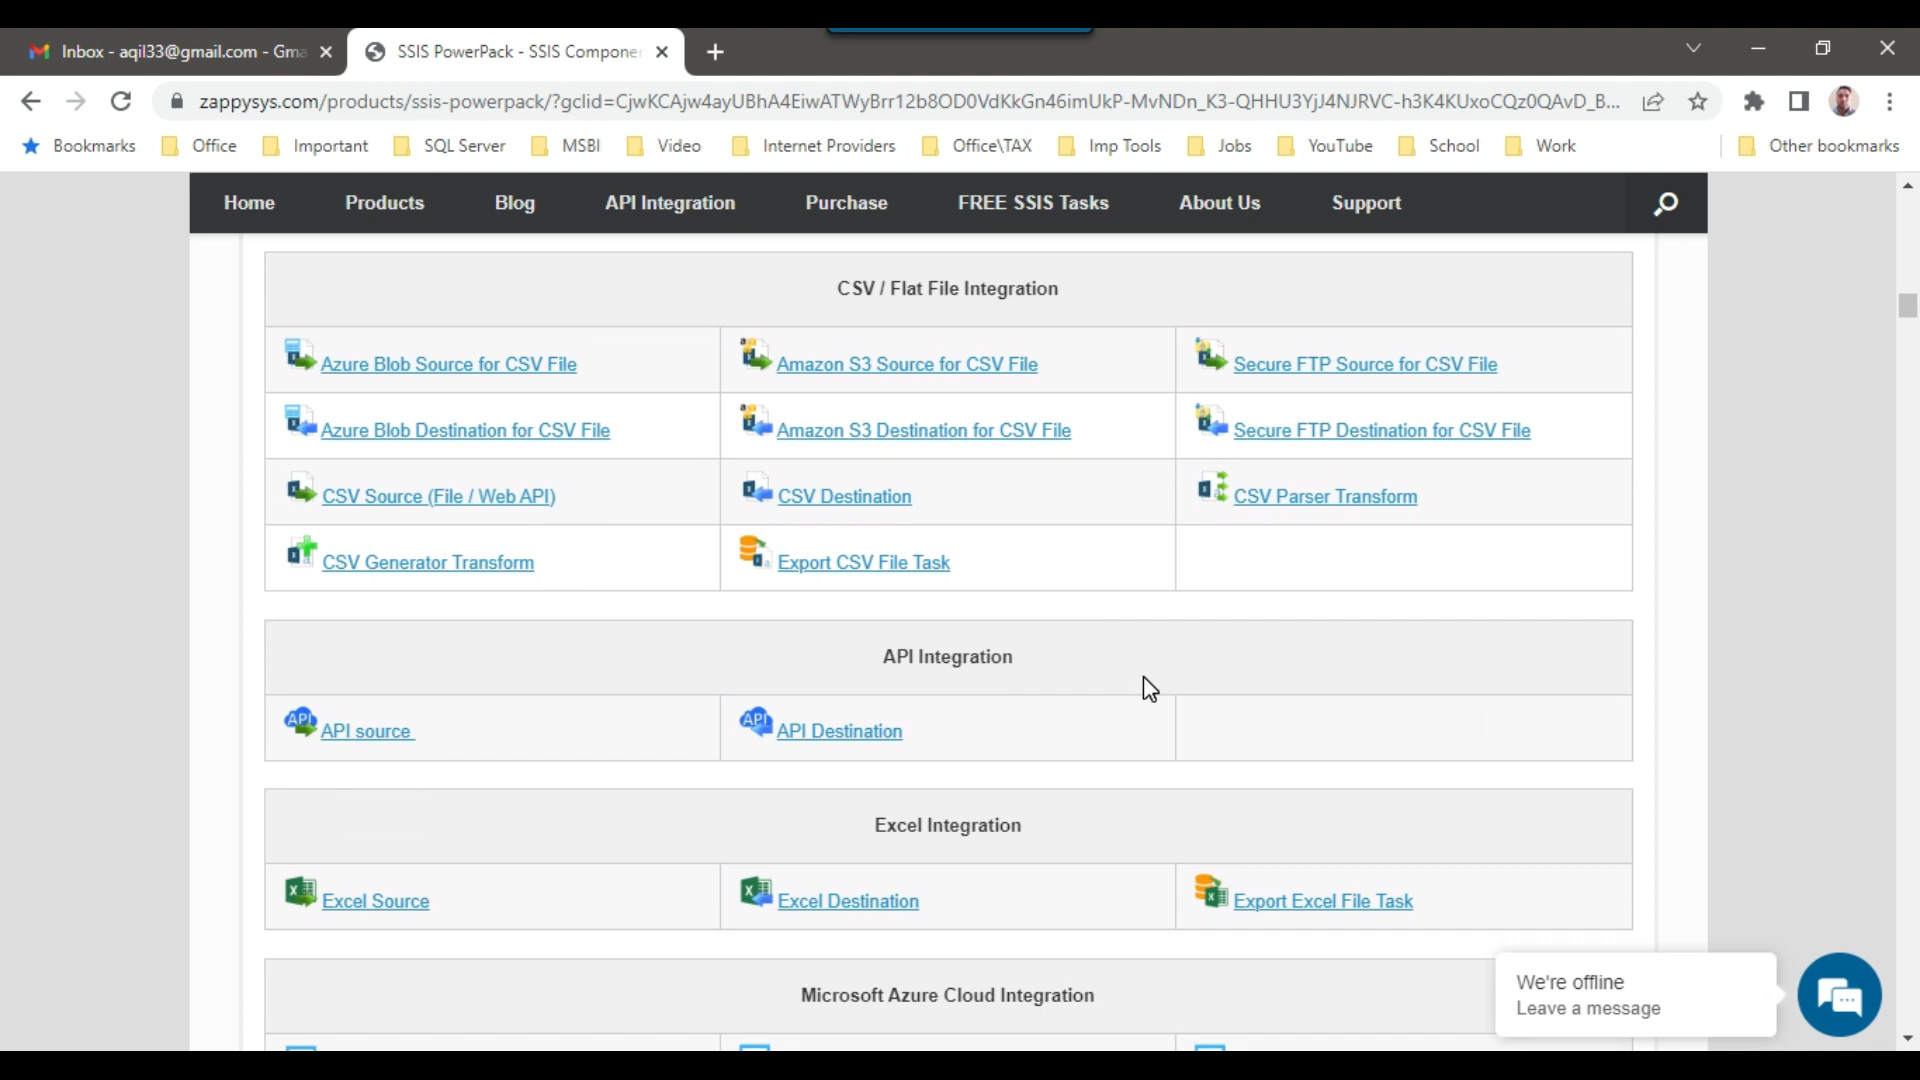 Inbox - aqil33@gmail.com - Gma
SSIS PowerPack - SSIS Componen
zappysys.com/products/ssis-powerpack/?gclid=CjwKCAjw4ayUBhA4EiwATWyBrr12b8OD0VdKkGn46imUkP-MvNDn_K3-QHHU3YjJ4NJRVC-h3K4KUxoCQz0QAvD_B...
Bookmarks Office Important SQL Server MSBI Video Internet Providers Office\TAX Imp Tools Jobs YouTube School Work Other bookmarks
Home Products Blog API Integration Purchase FREE SSIS Tasks About Us Support
CSV / Flat File Integration
Azure Blob Source for CSV File Amazon S3 Source for CSV File Secure FTP Source for CSV File
Azure Blob Destination for CSV File Amazon S3 Destination for CSV File Secure FTP Destination for CSV File
CSV Source (File / Web API) CSV Destination CSV Parser Transform
CSV Generator Transform Export CSV File Task
API Integration
API API source API API Destination
Excel Integration
Excel Source Excel Destination Export Excel File Task
Microsoft Azure Cloud Integration
We're offline
Leave a message